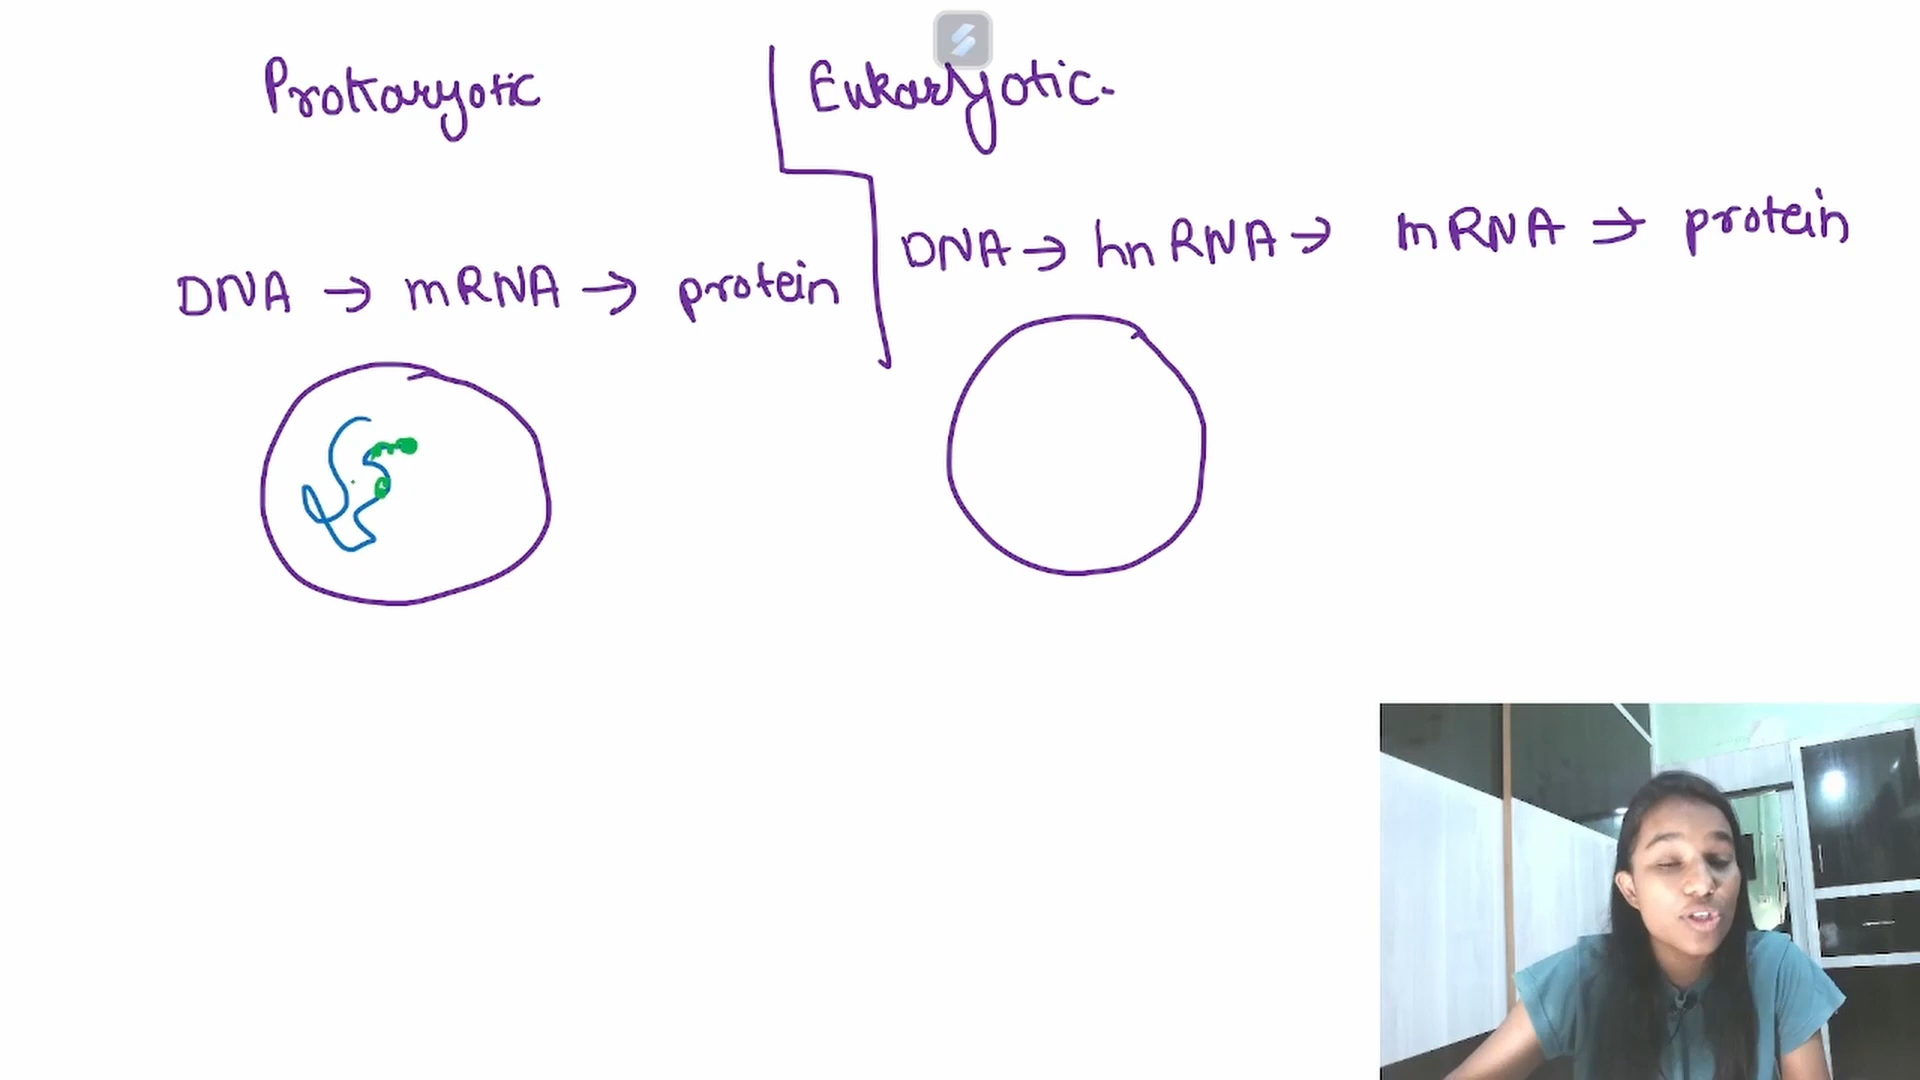 Prokaryotic
Eukaryotic.
DNA → mRNA → protein
DNA → hnRNA → mRNA → protein